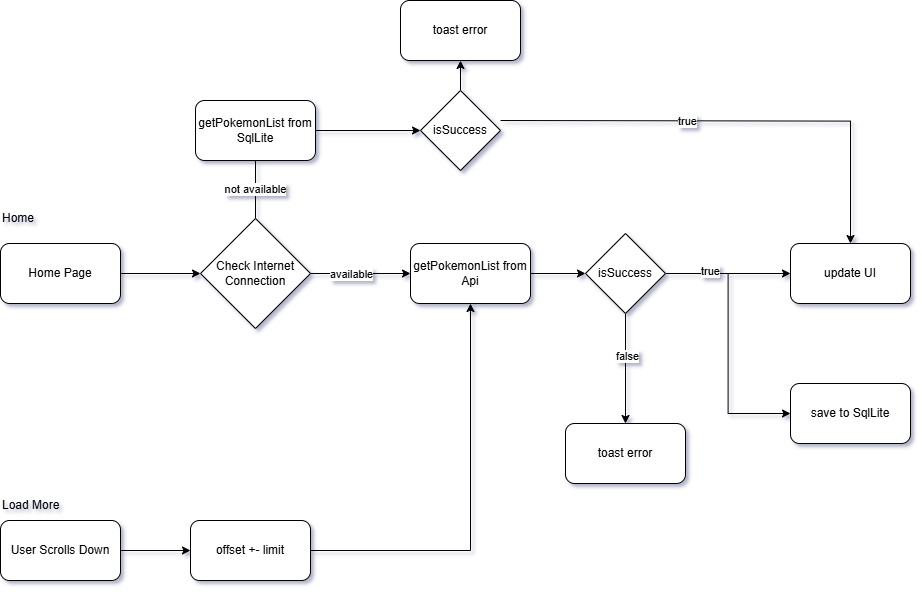 toast error
getPokemonList from
SqlLite
isSuccess
true
not available
Home
Home Page
Check Internet
Connection
available
getPokemonList from
Api
isSuccess
true
update UI
false
save to SqlLite
toast error
Load More
User Scrolls Down
offset +- limit